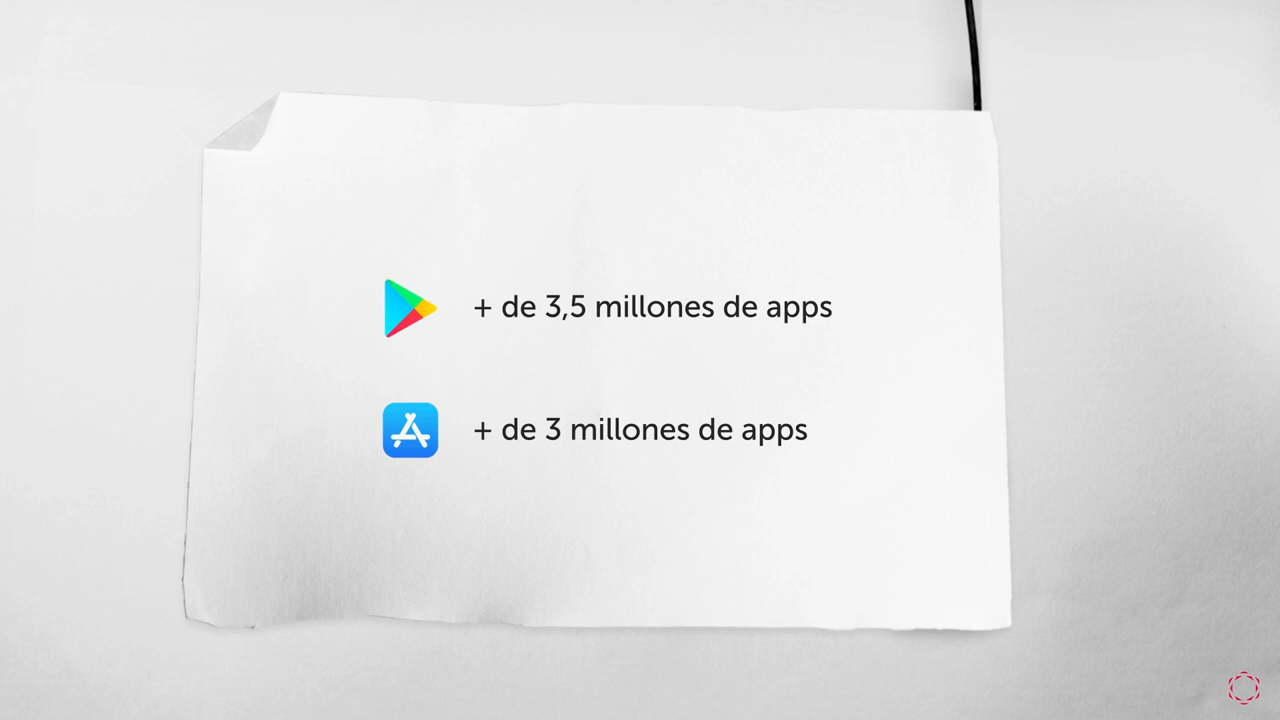 + de 3,5 millones de apps
+ de 3 millones de apps